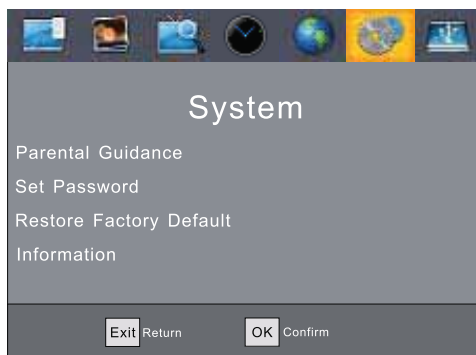 System
Parental Guidance
Set Password
Restore Factory Default
Information
Exit Return OK Confirm